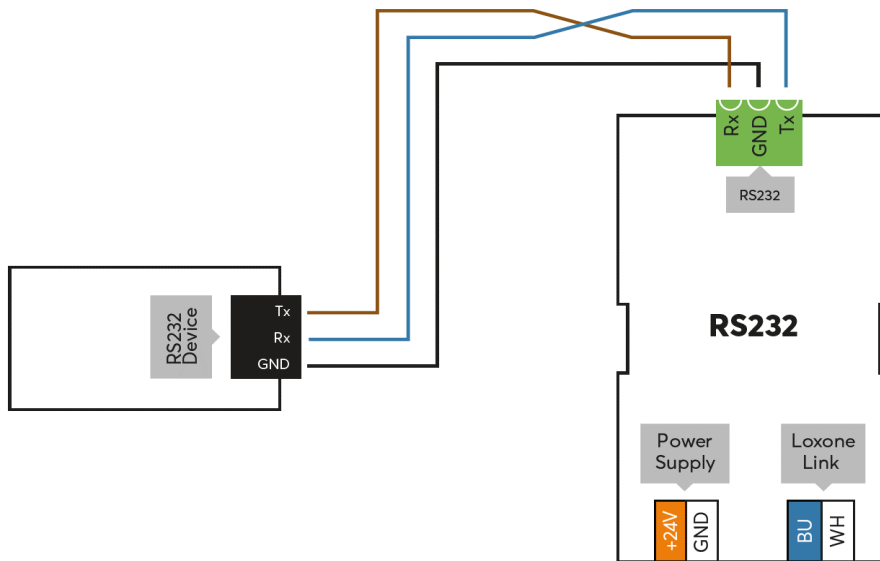 Rx
GND
Tx
RS232
RS232
Device
Tx
Rx
GND
RS232
Power
Supply
Loxone
Link
+24V
GND
BU
WH